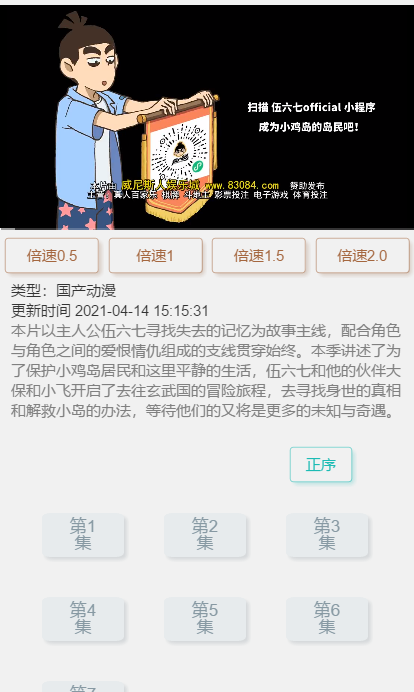 扫描 伍六七official 小程序
成为小鸡岛的岛民吧!
本片由 威尼斯人娱乐城 www.83084.com 赞助发布
主营：真人百家乐 棋牌 斗地主 彩票投注 电子游戏 体育投注
倍速0.5 倍速1 倍速1.5 倍速2.0
类型：国产动漫
更新时间 2021-04-14 15:15:31
本片以主人公伍六七寻找失去的记忆为故事主线，配合角色
与角色之间的爱恨情仇组成的支线贯穿始终。本季讲述了为
了保护小鸡岛居民和这里平静的生活，伍六七和他的伙伴大
保和小飞开启了去往玄武国的冒险旅程，去寻找身世的真相
和解救小岛的办法，等待他们的又将是更多的未知与奇遇。
正序
第1
集
第2
集
第3
集
第4
集
第5
集
第6
集
第7